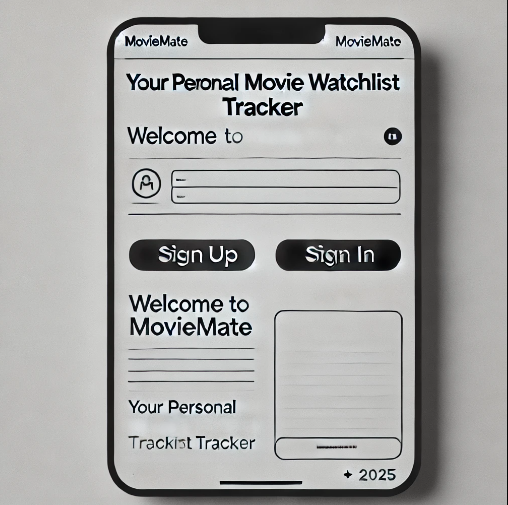 MovieMate
MovieMate
Your Peronal Movie Watchlist
Tracker
Welcome to
Sign Up
Sign In
Welcome to
MovieMate
Your Personal
Trackist Tracker
2025